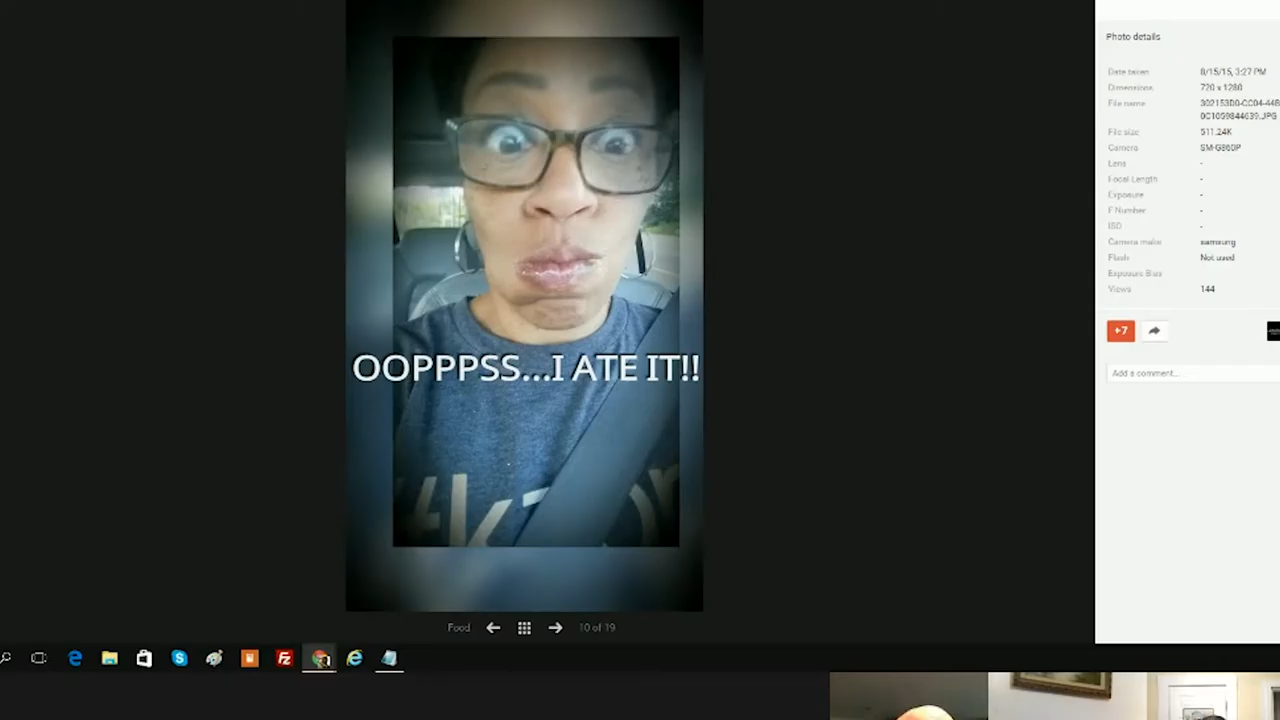 Photo details
Date taken 8/15/15, 3:27 PM
Dimensions 720 x 1280
File name
File size 511.24K
Camera SM-G860P
Lens -
Focal Length -
Exposure -
F Number -
ISO -
Camera make samsung
Flash Not used
Exposure Bias
Views 144
+7
Add a comment...
OOPPPSS...I ATE IT!!
Food 10 of 19
Fz